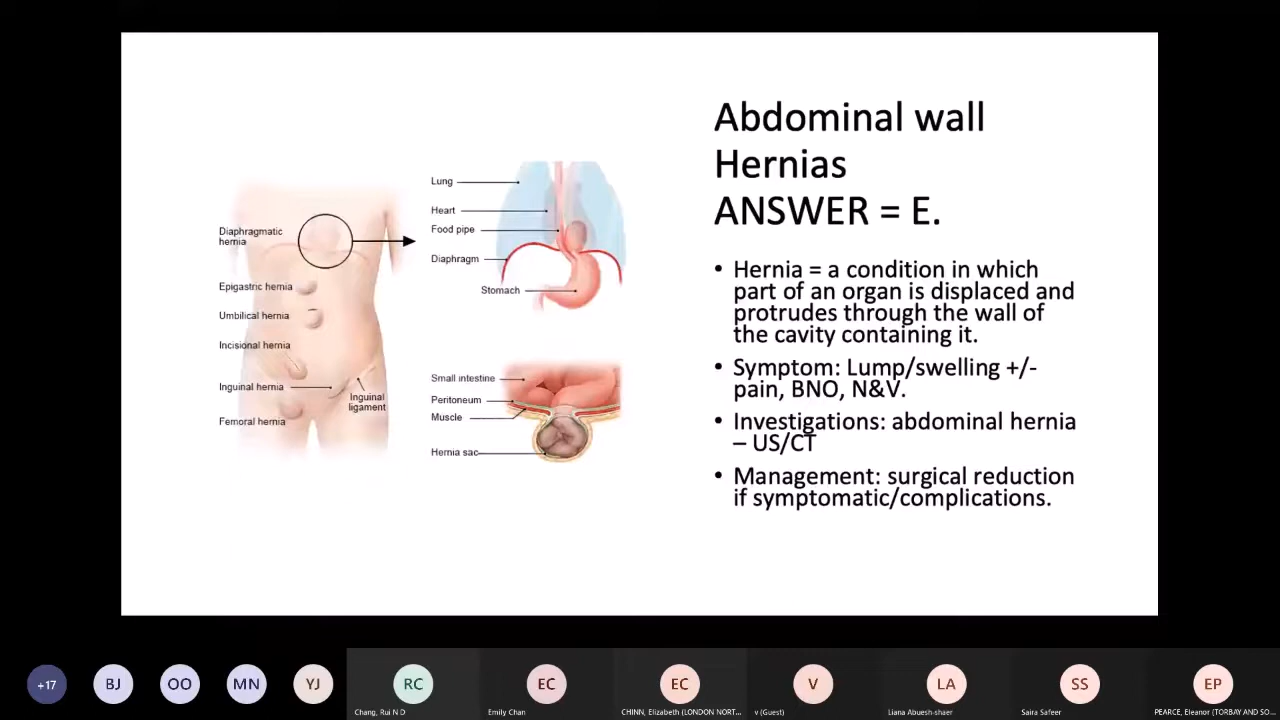 Abdominal wall
Hernias
ANSWER = E.
• Hernia = a condition in which
part of an organ is displaced and
protrudes through the wall of
the cavity containing it.
• Symptom: Lump/swelling +/-
pain, BNO, N&V.
• Investigations: abdominal hernia
– US/CT
• Management: surgical reduction
if symptomatic/complications.
Diaphragmatic
hernia
Epigastric hernia
Umbilical hernia
Incisional hernia
Inguinal hernia
Inguinal
ligament
Femoral hernia
Lung
Heart
Food pipe
Diaphragm
Stomach
Small intestine
Peritoneum
Muscle
Hernia sac
+17
BJ
OO
MN
YJ
RC
Chang, Rui N D
EC
Emily Chan
EC
CHINN, Elizabeth (LONDON NORT...
V
v (Guest)
LA
Liana Abuesh-shaer
SS
Saira Safeer
EP
PEARCE, Eleanor (TORBAY AND SO...